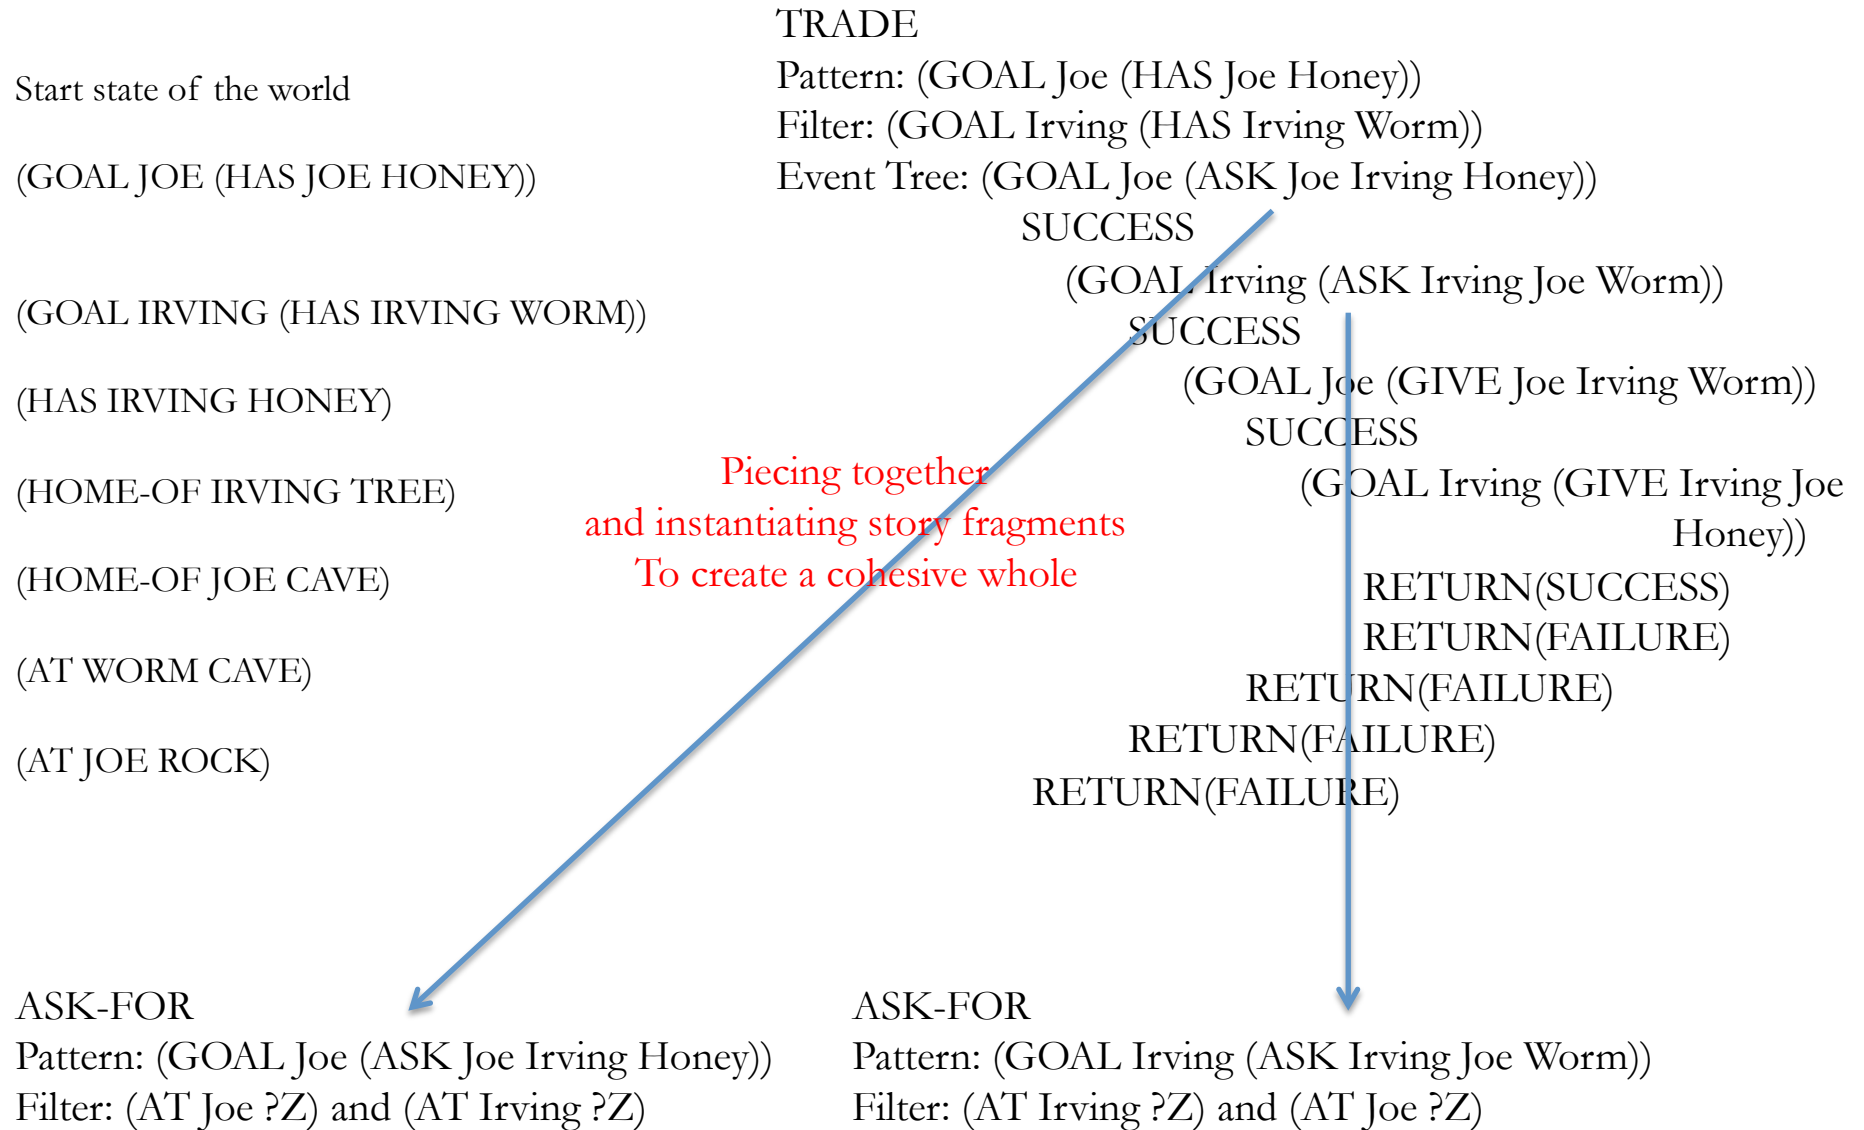 Start state of the world
(GOAL JOE (HAS JOE HONEY))
(GOAL IRVING (HAS IRVING WORM))
(HAS IRVING HONEY)
(HOME-OF IRVING TREE)
(HOME-OF JOE CAVE)
(AT WORM CAVE)
(AT JOE ROCK)
TRADE
Pattern: (GOAL Joe (HAS Joe Honey))
Filter: (GOAL Irving (HAS Irving Worm))
Event Tree: (GOAL Joe (ASK Joe Irving Honey))
SUCCESS
(GOAL Irving (ASK Irving Joe Worm))
SUCCESS
(GOAL Joe (GIVE Joe Irving Worm))
SUCCESS
(GOAL Irving (GIVE Irving Joe
Honey))
RETURN(SUCCESS)
RETURN(FAILURE)
RETURN(FAILURE)
RETURN(FAILURE)
RETURN(FAILURE)
Piecing together
and instantiating story fragments
To create a cohesive whole
ASK-FOR
Pattern: (GOAL Joe (ASK Joe Irving Honey))
Filter: (AT Joe ?Z) and (AT Irving ?Z)
ASK-FOR
Pattern: (GOAL Irving (ASK Irving Joe Worm))
Filter: (AT Irving ?Z) and (AT Joe ?Z)